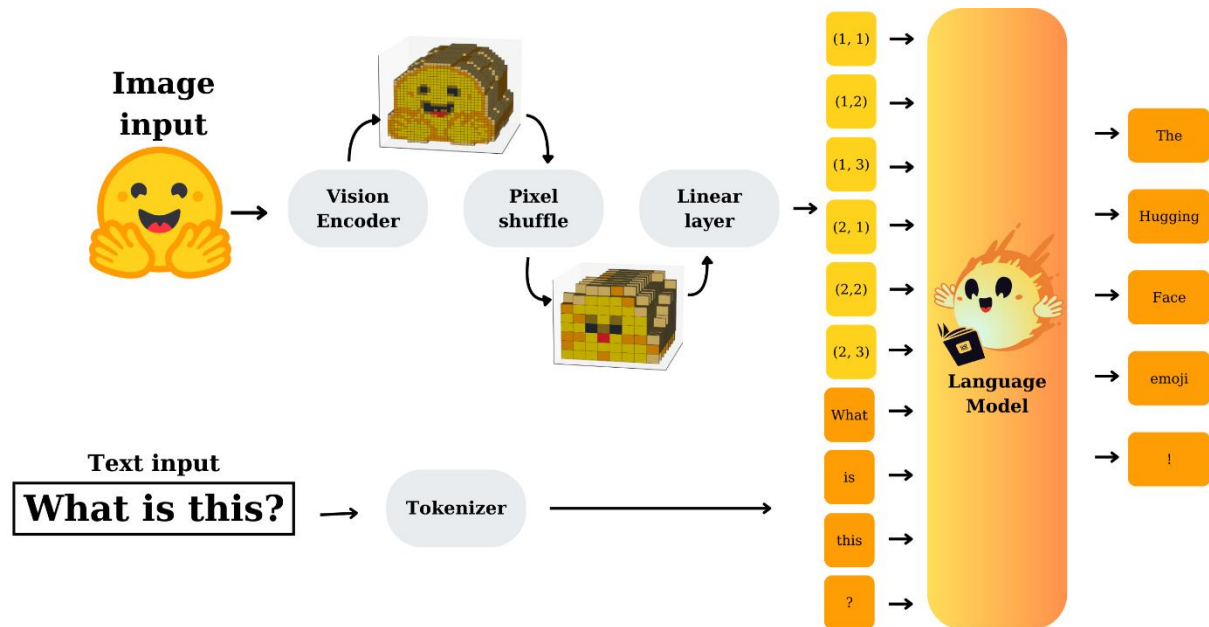 Image
input
Vision
Encoder
Pixel
shuffle
Linear
layer
(1, 1)
(1,2)
(1, 3)
(2, 1)
(2,2)
(2, 3)
What
is
this
?
Text input
What is this?
Tokenizer
Language
Model
The
Hugging
Face
emoji
!